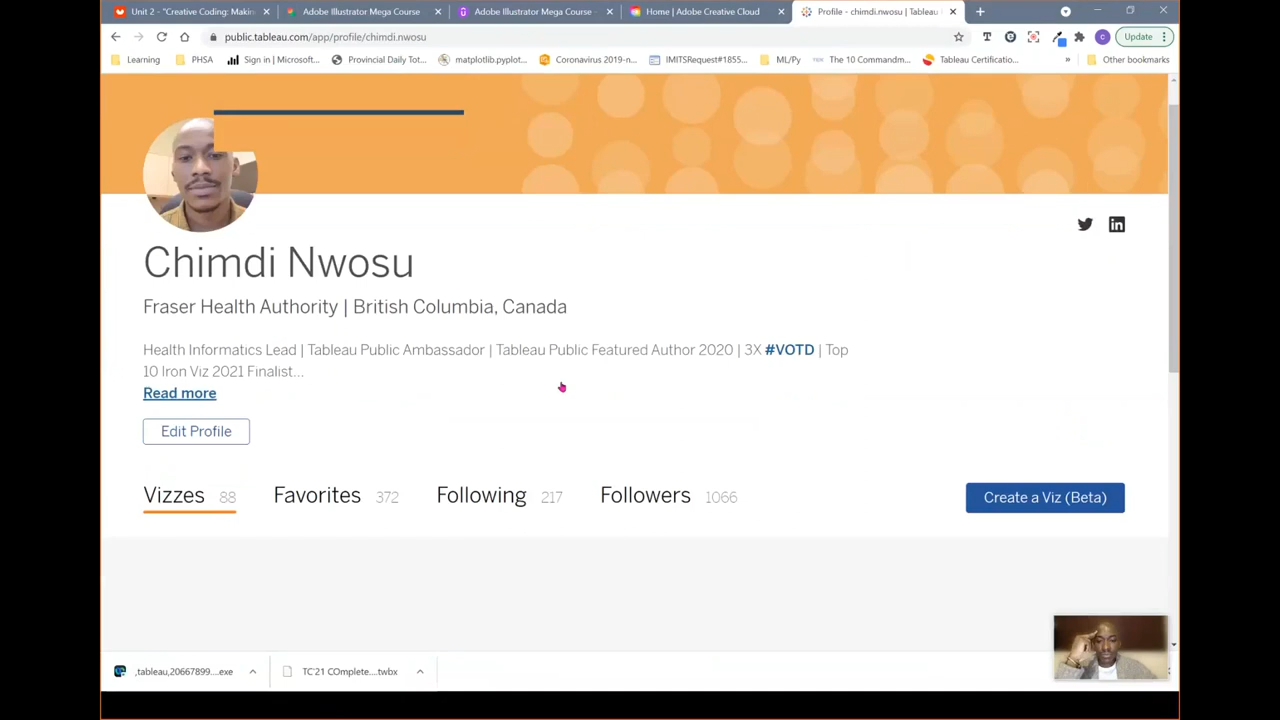 Unit 2 - "Creative Coding: Makin
Adobe Illustrator Mega Course
Adobe Illustrator Mega Course -
Home | Adobe Creative Cloud
Profile - chimdi.nwosu | Tableau
public.tableau.com/app/profile/chimdi.nwosu
Update
Learning
PHSA
Sign in | Microsoft...
Provincial Daily Tot...
matplotlib.pyplot...
Coronavirus 2019-n...
IMITSRequest#1855...
ML/Py
The 10 Commandm...
Tableau Certificatio...
»
Other bookmarks
Chimdi Nwosu
Fraser Health Authority | British Columbia, Canada
Health Informatics Lead | Tableau Public Ambassador | Tableau Public Featured Author 2020 | 3X #VOTD | Top
10 Iron Viz 2021 Finalist...
Read more
Edit Profile
Vizzes 88
Favorites 372
Following 217
Followers 1066
Create a Viz (Beta)
,tableau,20667899....exe
TC'21 COmplete....twbx